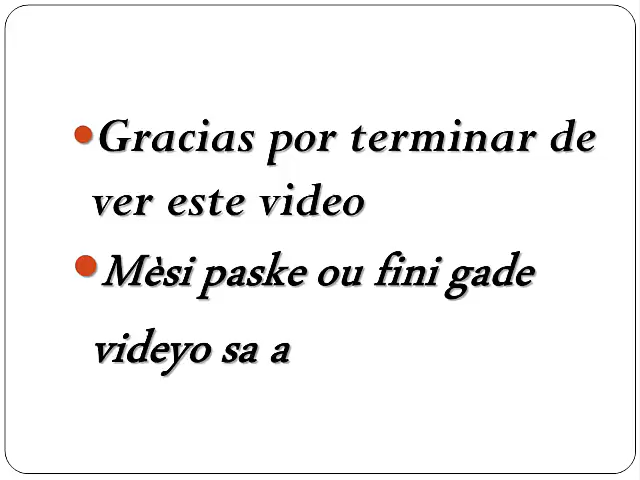 Gracias por terminar de
ver este video
Mèsi paske ou fini gade
videyo sa a